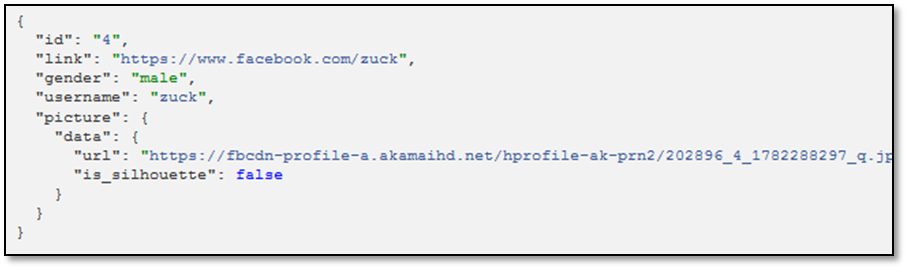 {
"id": "4",
"link": "https://www.facebook.com/zuck",
"gender": "male",
"username": "zuck",
"picture": {
"data": {
"url": "https://fbcdn-profile-a.akamaihd.net/hprofile-ak-prn2/202896_4_1782288297_q.jp
"is_silhouette": false
}
}
}